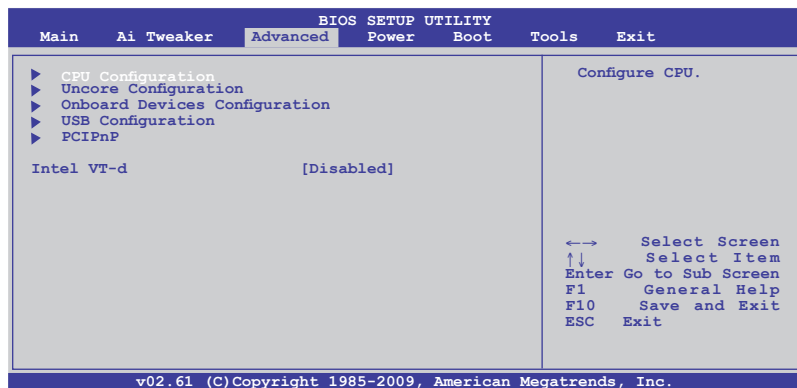 BIOS SETUP UTILITY
Main Ai Tweaker Advanced Power Boot Tools Exit
CPU Configuration
Uncore Configuration
Onboard Devices Configuration
USB Configuration
PCIPnP
Intel VT-d [Disabled]
Configure CPU.
←→ Select Screen
↑↓ Select Item
Enter Go to Sub Screen
F1 General Help
F10 Save and Exit
ESC Exit
v02.61 (C)Copyright 1985-2009, American Megatrends, Inc.